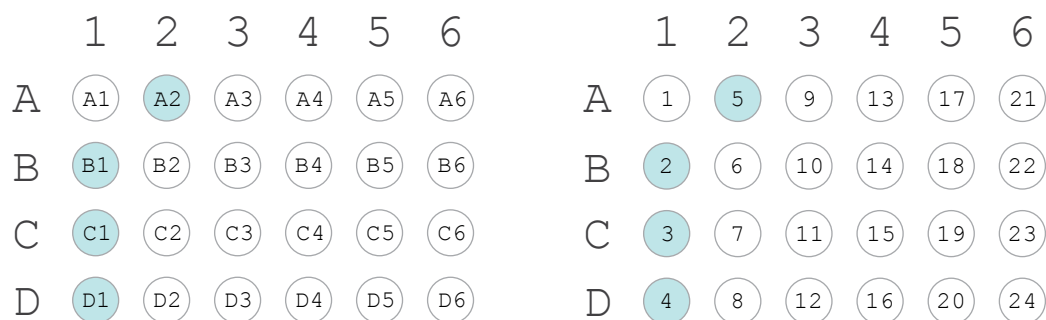 1 2 3 4 5 6 1 2 3 4 5 6
A A1 A2 A3 A4 A5 A6 A 1 5 9 13 17 21
B B1 B2 B3 B4 B5 B6 B 2 6 10 14 18 22
C C1 C2 C3 C4 C5 C6 C 3 7 11 15 19 23
D D1 D2 D3 D4 D5 D6 D 4 8 12 16 20 24